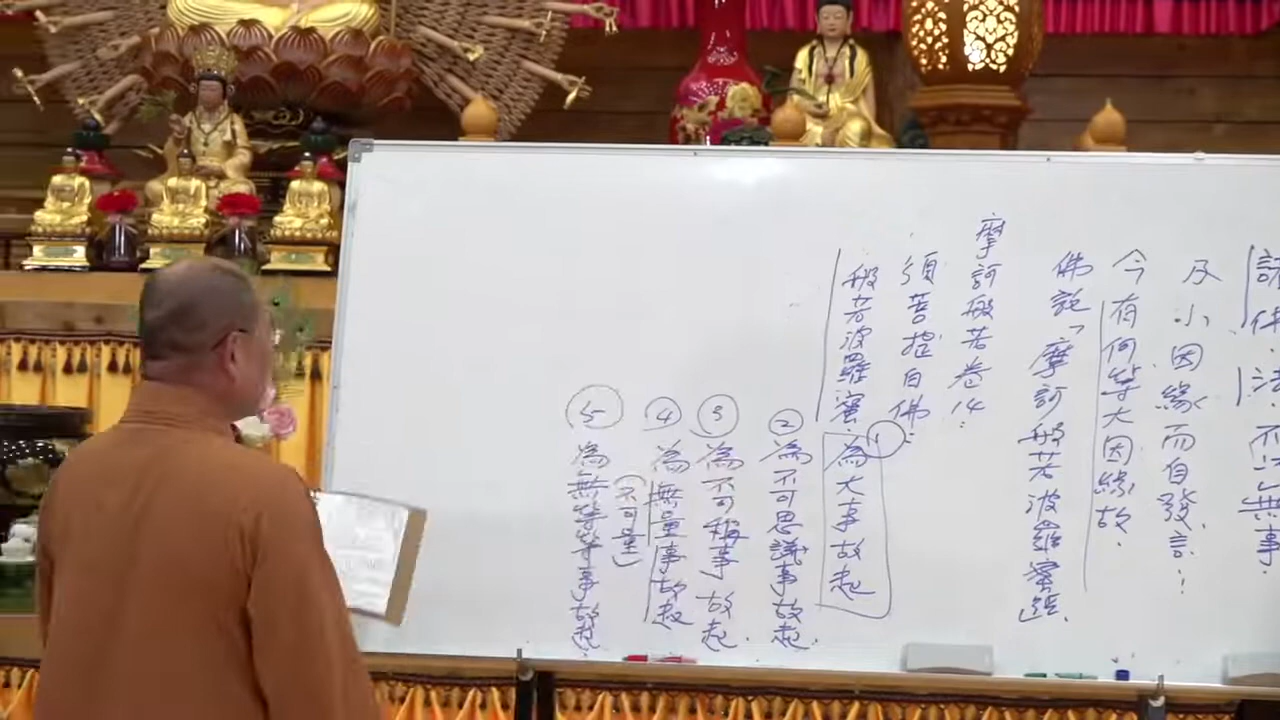 法.不以無事.
及小因緣而自發言:
今有何等大因緣故.
佛說「摩訶般若波羅蜜經.
摩訶般若卷14
須菩提白佛:
般若波羅蜜.為大事故起 ①
②為不可思議事故起.
③為不可稱事故起.
④為無量事故起
(不可量)
⑤為無等等事故起.